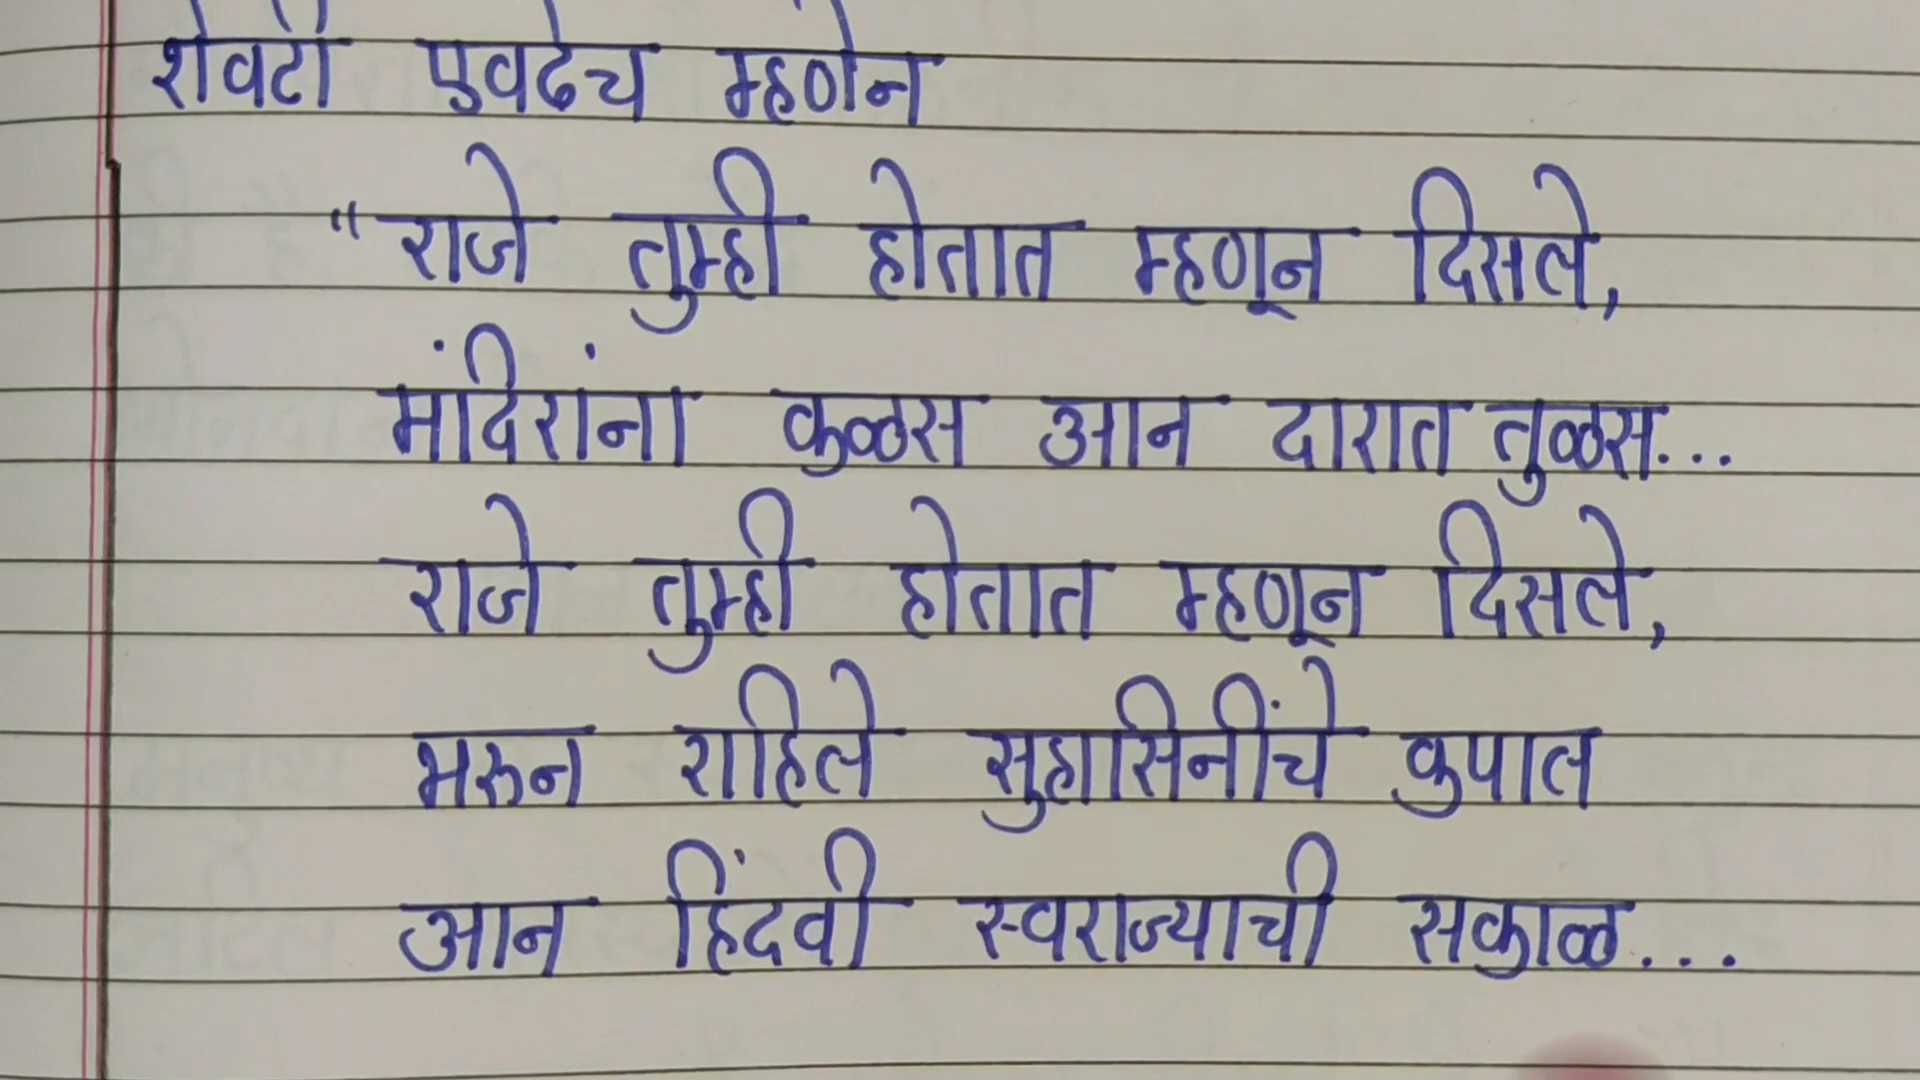 शेवटी एवढेच म्हणेन
"राजे तुम्ही होतात म्हणून दिसले,
मंदिरांना कळस आन दारात तुळस...
राजे तुम्ही होतात म्हणून दिसले,
भरुन राहिले सुहासिनींचे कपाल
आन हिंदवी स्वराज्याची सकाळ...